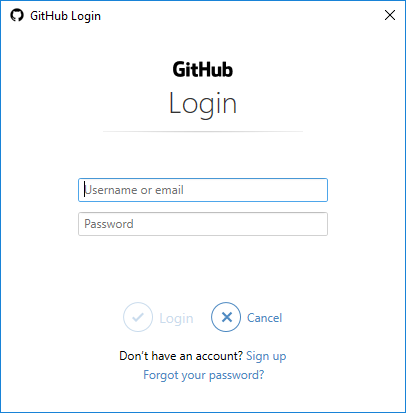 GitHub Login
GitHub
Login
Username or email
Password
Login Cancel
Don't have an account? Sign up
Forgot your password?